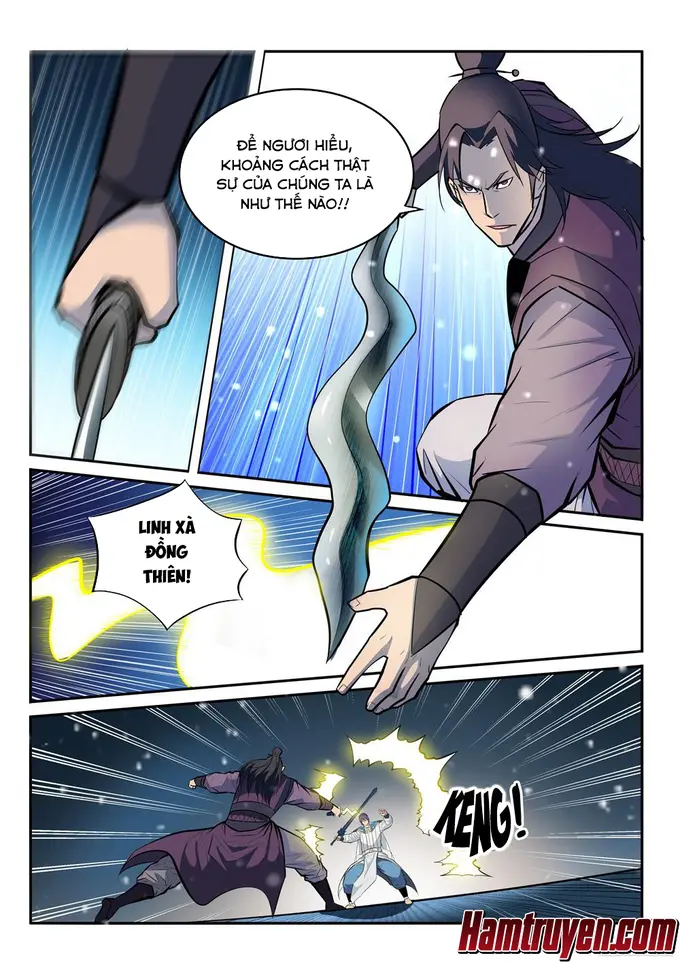 ĐỂ NGƯƠI HIỂU,
KHOẢNG CÁCH THẬT
SỰ CỦA CHÚNG TA LÀ
NHƯ THẾ NÀO!!
LINH XÀ
ĐỒNG
THIÊN!
KENG!
Hamtruyen.com